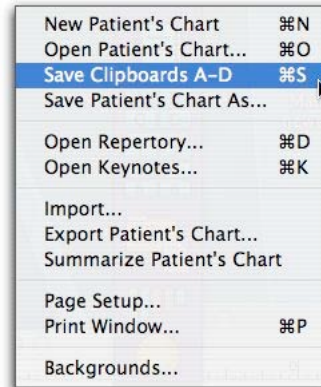 New Patient's Chart ⌘N
Open Patient's Chart... ⌘O
Save Clipboards A-D ⌘S
Save Patient's Chart As...
Open Repertory... ⌘D
Open Keynotes... ⌘K
Import...
Export Patient's Chart...
Summarize Patient's Chart
Page Setup...
Print Window... ⌘P
Backgrounds...